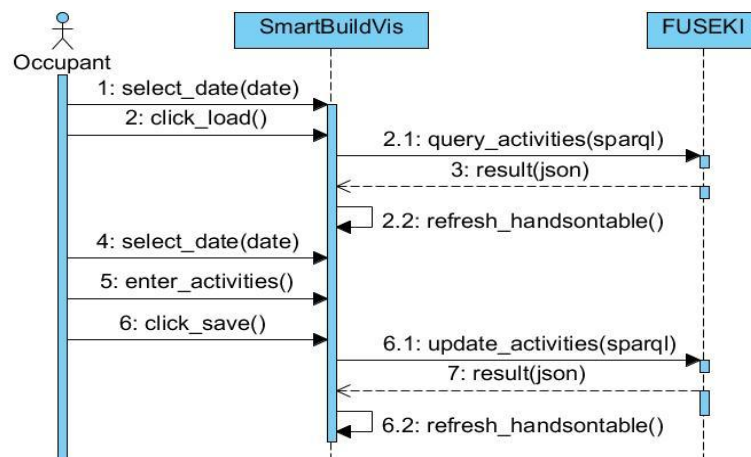 SmartBuildVis
FUSEKI
Occupant
1: select_date(date)
2: click_load()
2.1: query_activities(sparql)
3: result(json)
2.2: refresh_handsontable()
4: select_date(date)
5: enter_activities()
6: click_save()
6.1: update_activities(sparql)
7: result(json)
6.2: refresh_handsontable()